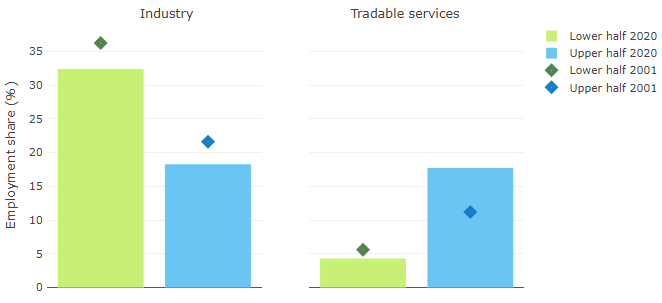 Industry
Tradable services
Employment share (%)
35
30
25
20
15
10
5
0
Lower half 2020
Upper half 2020
Lower half 2001
Upper half 2001